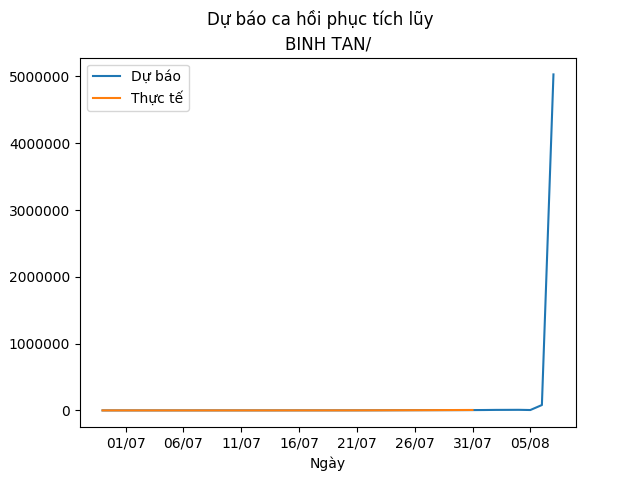 Dự báo ca hồi phục tích lũy
BINH TAN/
Dự báo
Thực tế
5000000
4000000
3000000
2000000
1000000
0
01/07 06/07 11/07 16/07 21/07 26/07 31/07 05/08
Ngày